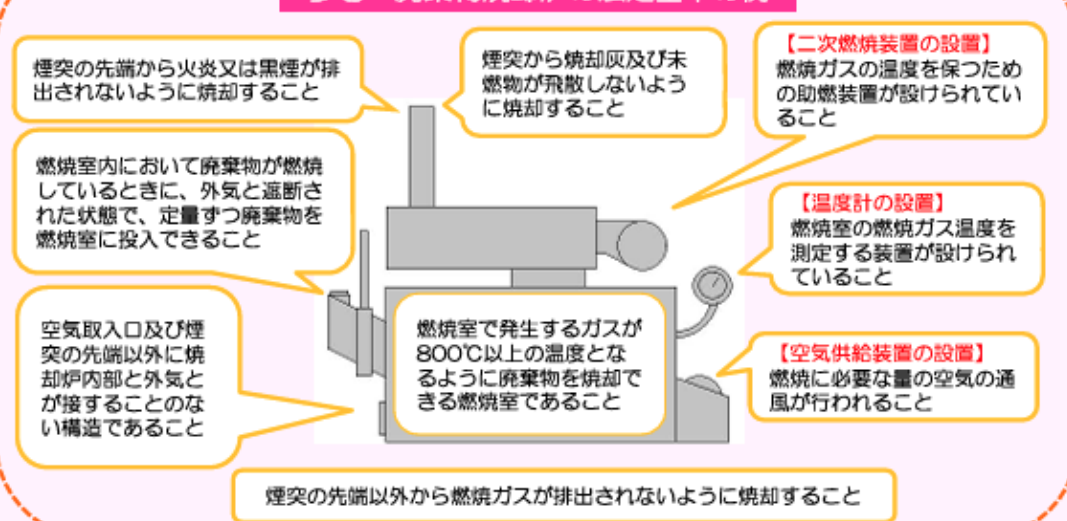 煙突の先端から火炎又は黒煙が排
出されないように焼却すること
煙突から焼却灰及び未
燃物が飛散しないよう
に焼却すること
【二次燃焼装置の設置】
燃焼ガスの温度を保つため
の助燃装置が設けられてい
ること
燃焼室内において廃棄物が燃焼
しているときに、外気と遮断さ
れた状態で、定量ずつ廃棄物を
燃焼室に投入できること
【温度計の設置】
燃焼室の燃焼ガス温度を
測定する装置が設けられ
ていること
空気取入口及び煙
突の先端以外に焼
却炉内部と外気と
が接することのな
い構造であること
燃焼室で発生するガスが
800℃以上の温度とな
るように廃棄物を焼却で
きる燃焼室であること
【空気供給装置の設置】
燃焼に必要な量の空気の通
風が行われること
煙突の先端以外から燃焼ガスが排出されないように焼却すること